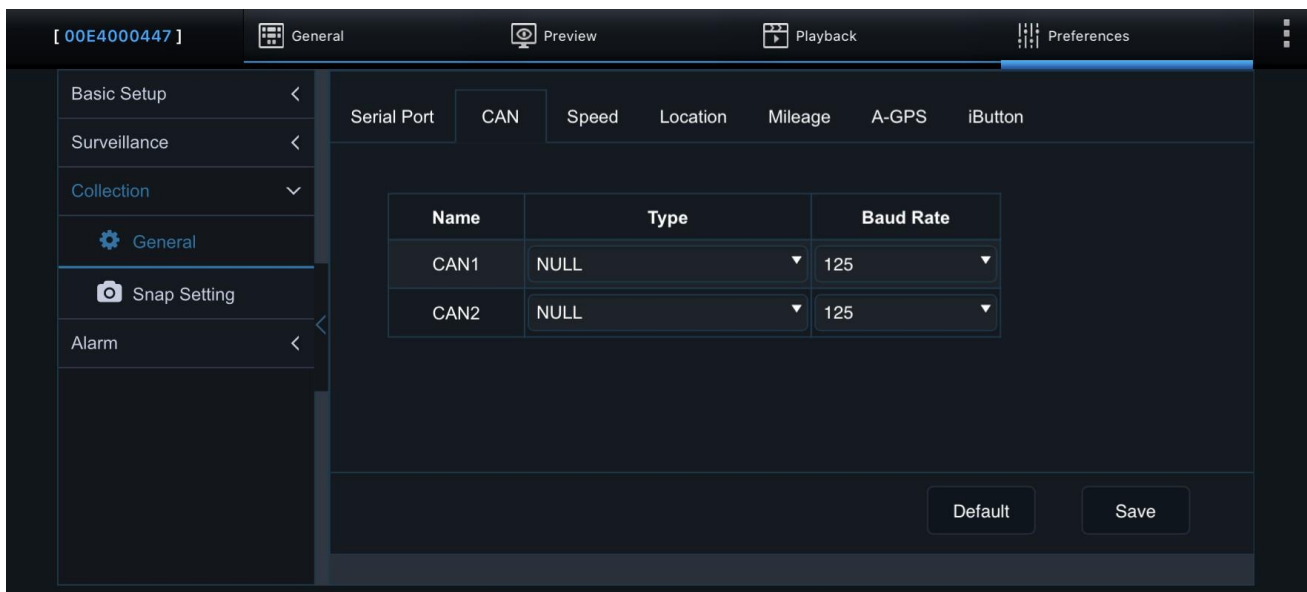 [ 00E4000447 ] General Preview Playback Preferences
Basic Setup
Surveillance
Collection
General
Snap Setting
Alarm
Serial Port CAN Speed Location Mileage A-GPS iButton
Name Type Baud Rate
CAN1 NULL 125
CAN2 NULL 125
Default Save